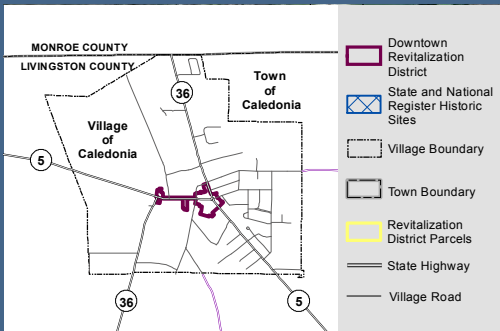 MONROE COUNTY
LIVINGSTON COUNTY
Town
of
Caledonia
36
Village
of
Caledonia
5
36
5
Downtown
Revitalization
District
State and National
Register Historic
Sites
Village Boundary
Town Boundary
Revitalization
District Parcels
State Highway
Village Road